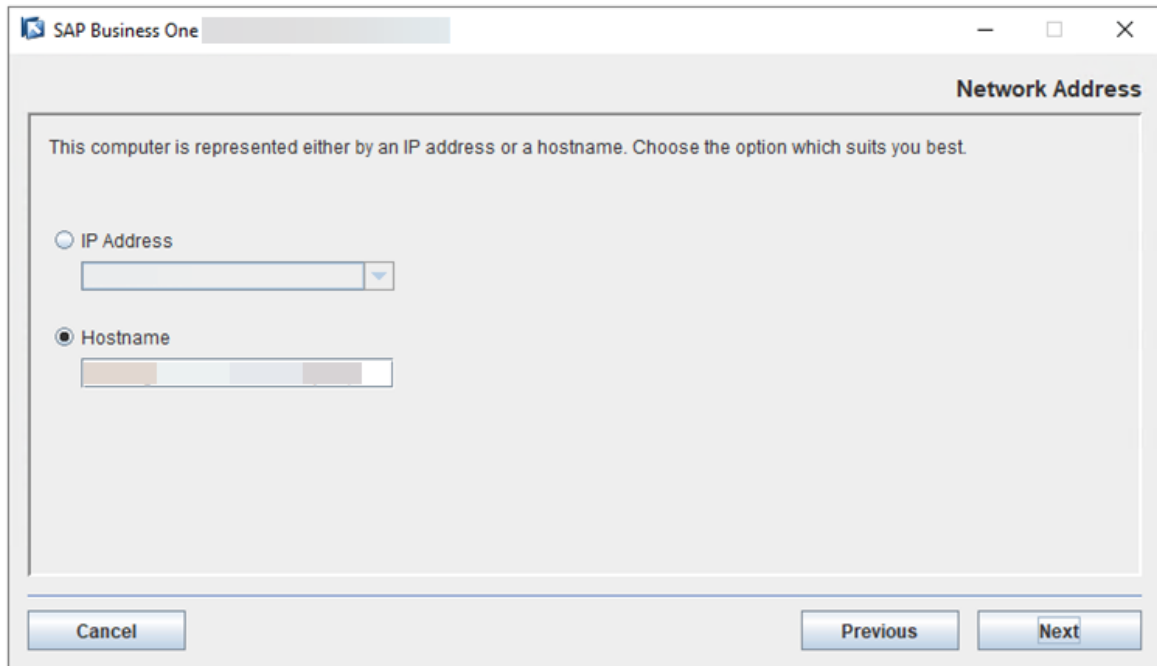 SAP Business One
Network Address
This computer is represented either by an IP address or a hostname. Choose the option which suits you best.
IP Address
Hostname
Cancel
Previous
Next